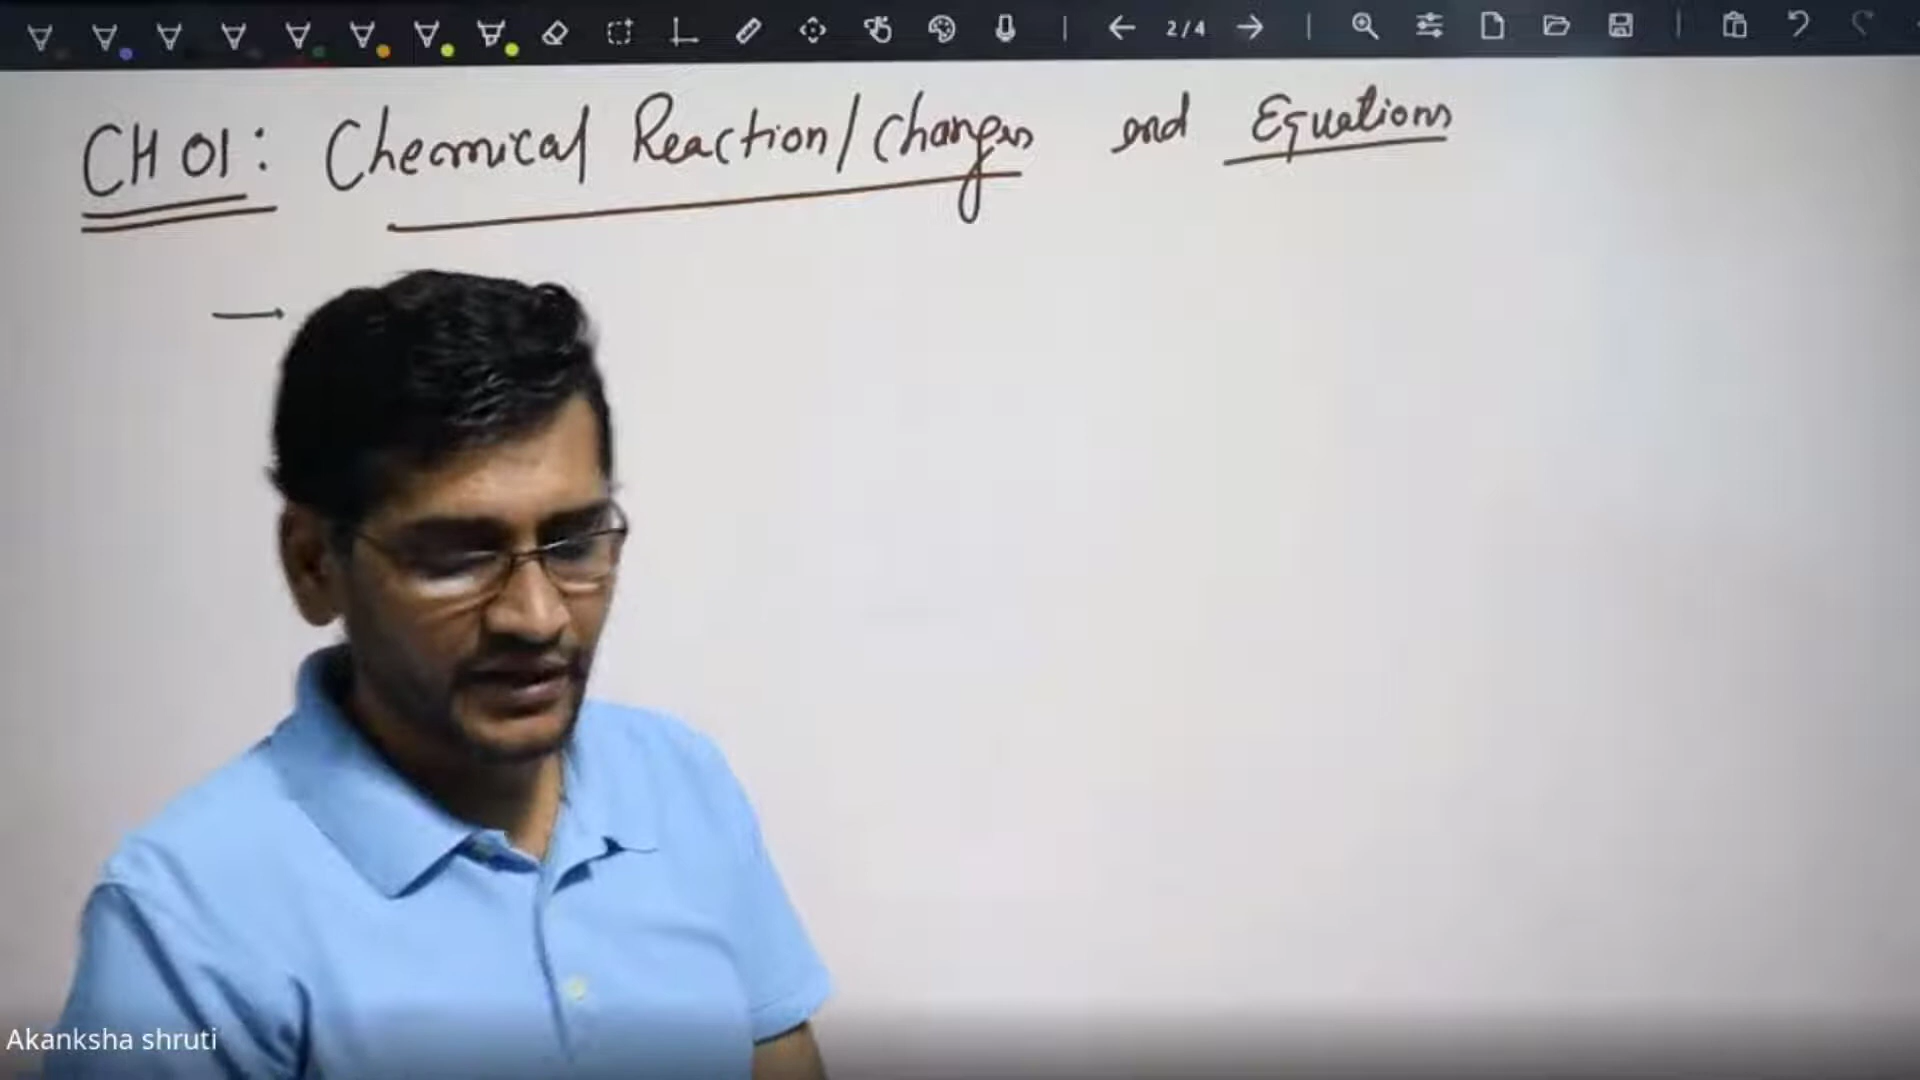 2/4
CH 01: Chemical Reaction/Changes and Equations
Akanksha shruti